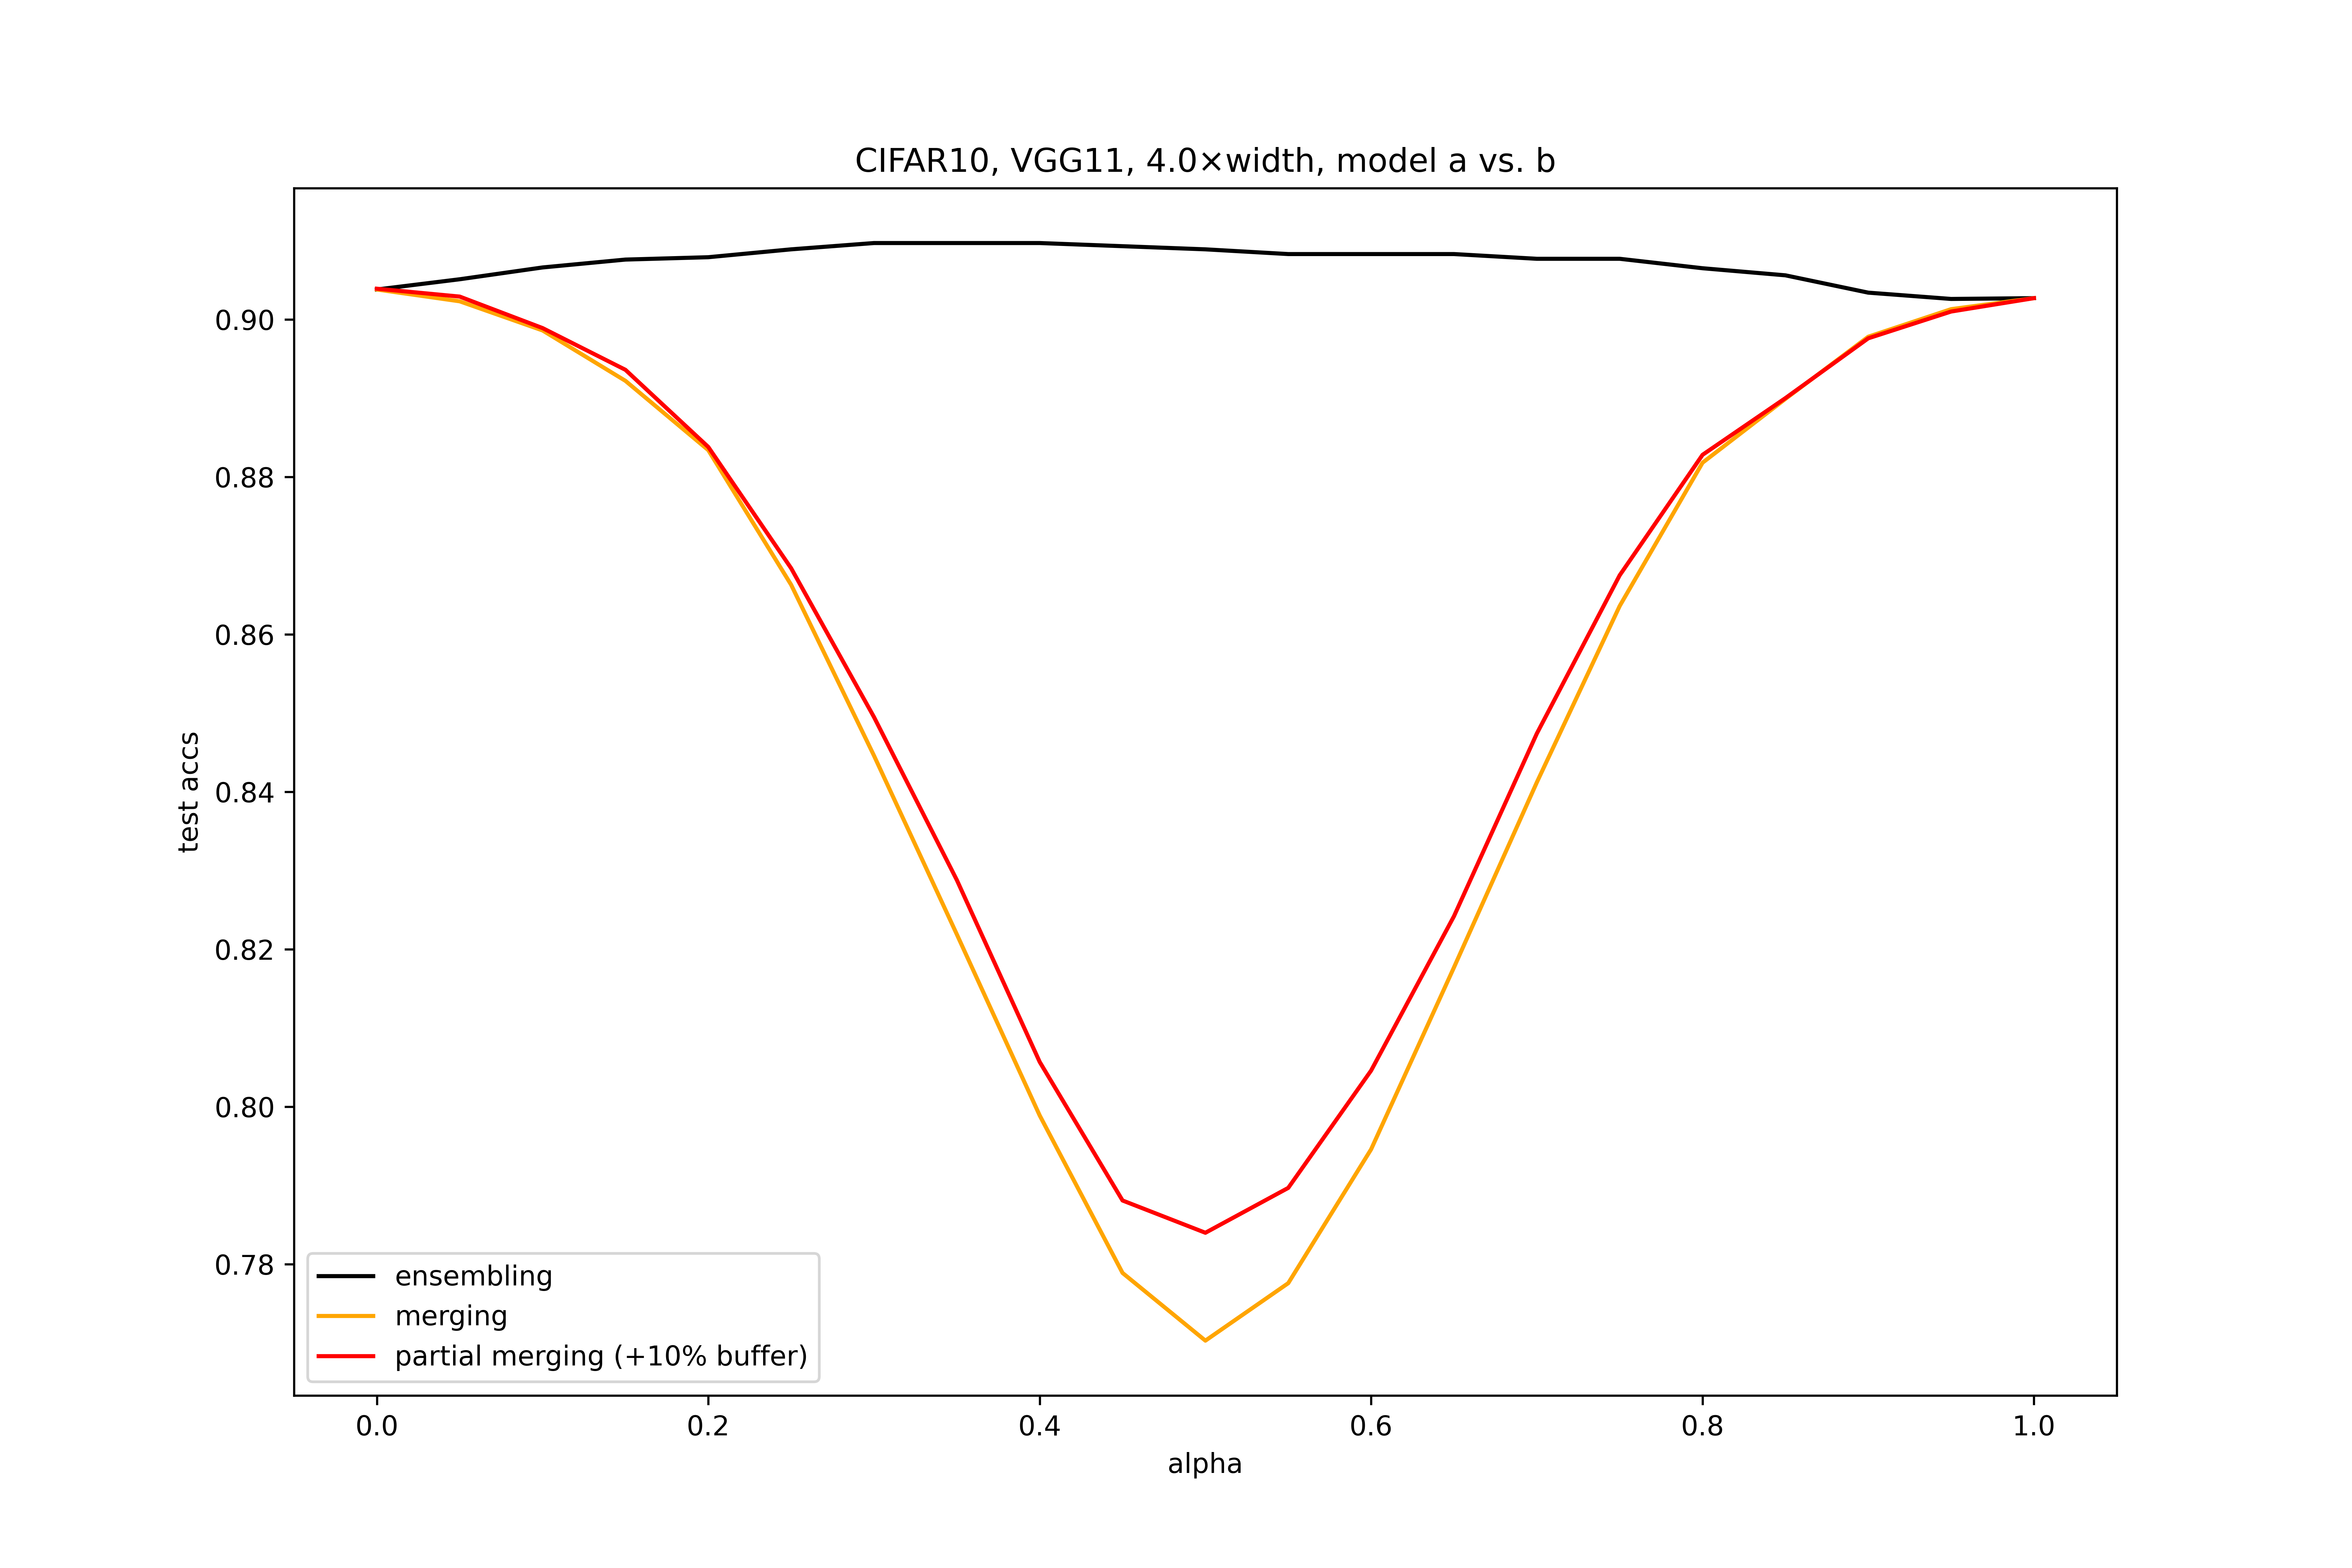 CIFAR10, VGG11, 4.0×width, model a vs. b
0.90
0.88
0.86
0.84
0.82
0.80
0.78
test accs
ensembling
merging
partial merging (+10% buffer)
0.0 0.2 0.4 0.6 0.8 1.0
alpha